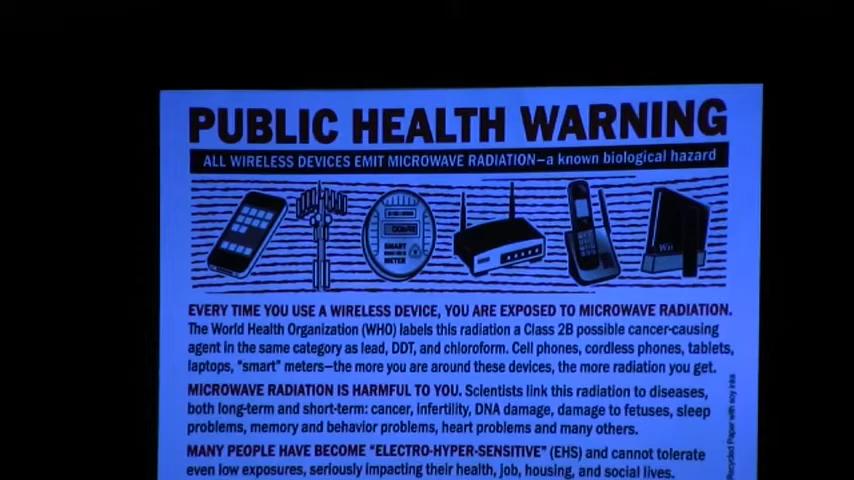 PUBLIC HEALTH WARNING
ALL WIRELESS DEVICES EMIT MICROWAVE RADIATION—a known biological hazard
SMART
METER
Wii
EVERY TIME YOU USE A WIRELESS DEVICE, YOU ARE EXPOSED TO MICROWAVE RADIATION.
The World Health Organization (WHO) labels this radiation a Class 2B possible cancer-causing
agent in the same category as lead, DDT, and chloroform. Cell phones, cordless phones, tablets,
laptops, "smart" meters—the more you are around these devices, the more radiation you get.
MICROWAVE RADIATION IS HARMFUL TO YOU. Scientists link this radiation to diseases,
both long-term and short-term: cancer, infertility, DNA damage, damage to fetuses, sleep
problems, memory and behavior problems, heart problems and many others.
MANY PEOPLE HAVE BECOME "ELECTRO-HYPER-SENSITIVE" (EHS) and cannot tolerate
even low exposures, seriously impacting their health, job, housing, and social lives.
Recycled Paper with soy inks